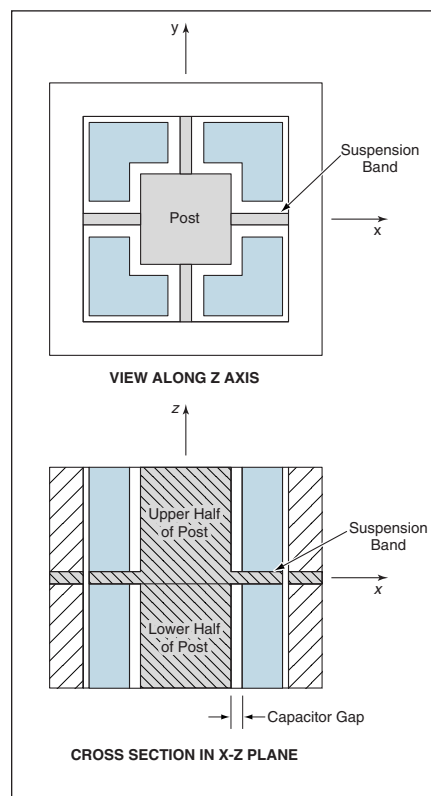 y
Suspension
Band
Post
x
VIEW ALONG Z AXIS
z
Upper Half
of Post
Suspension
Band
x
Lower Half
of Post
Capacitor Gap
CROSS SECTION IN X-Z PLANE